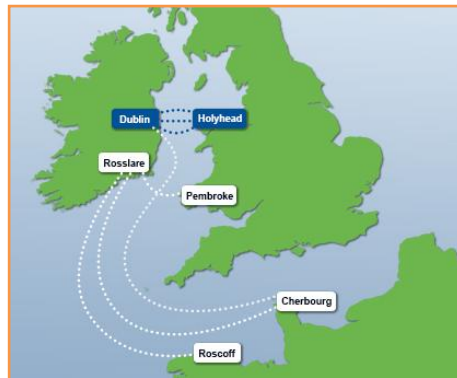 Dublin
Holyhead
Rosslare
Pembroke
Cherbourg
Roscoff